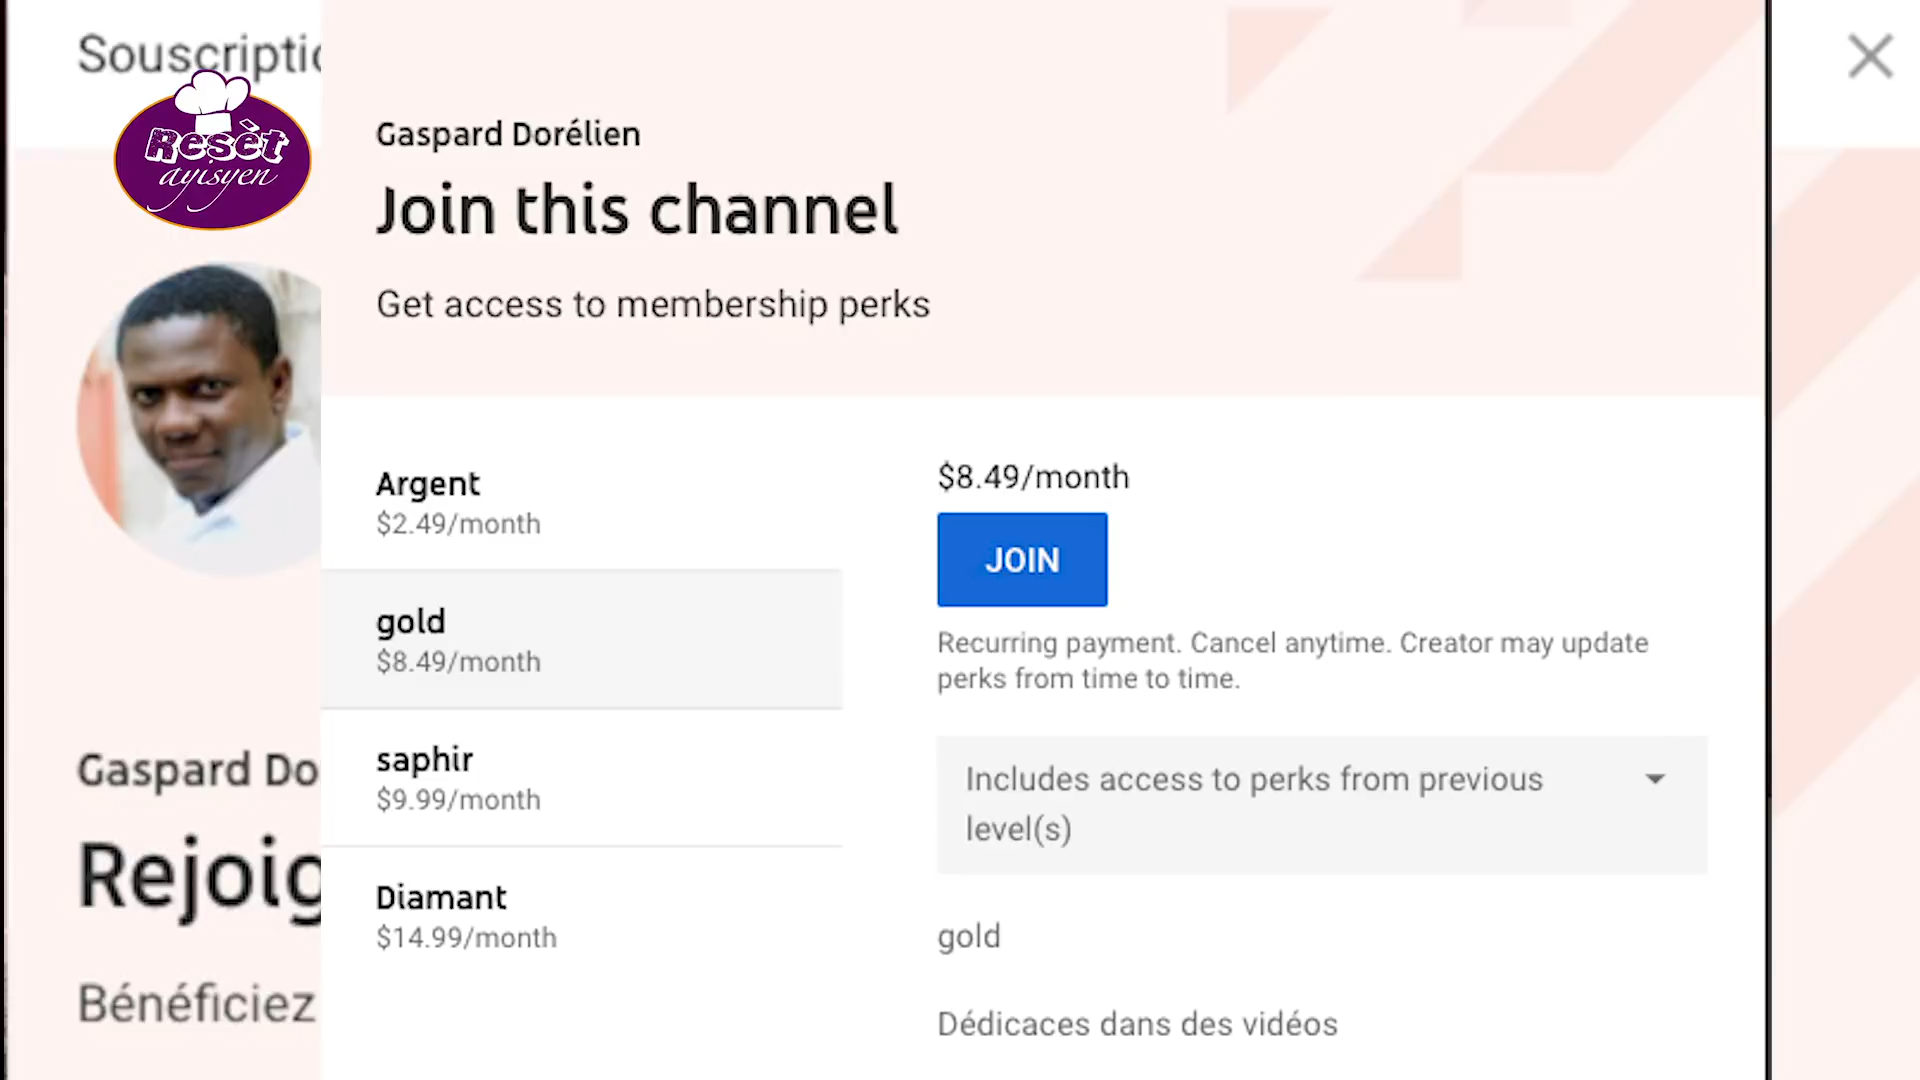 Souscriptio
Resèt
ayisyen
Gaspard Do
Rejoig
Bénéficiez
Gaspard Dorélien
Join this channel
Get access to membership perks
Argent
$2.49/month
gold
$8.49/month
saphir
$9.99/month
Diamant
$14.99/month
$8.49/month
JOIN
Recurring payment. Cancel anytime. Creator may update
perks from time to time.
Includes access to perks from previous
level(s)
gold
Dédicaces dans des vidéos